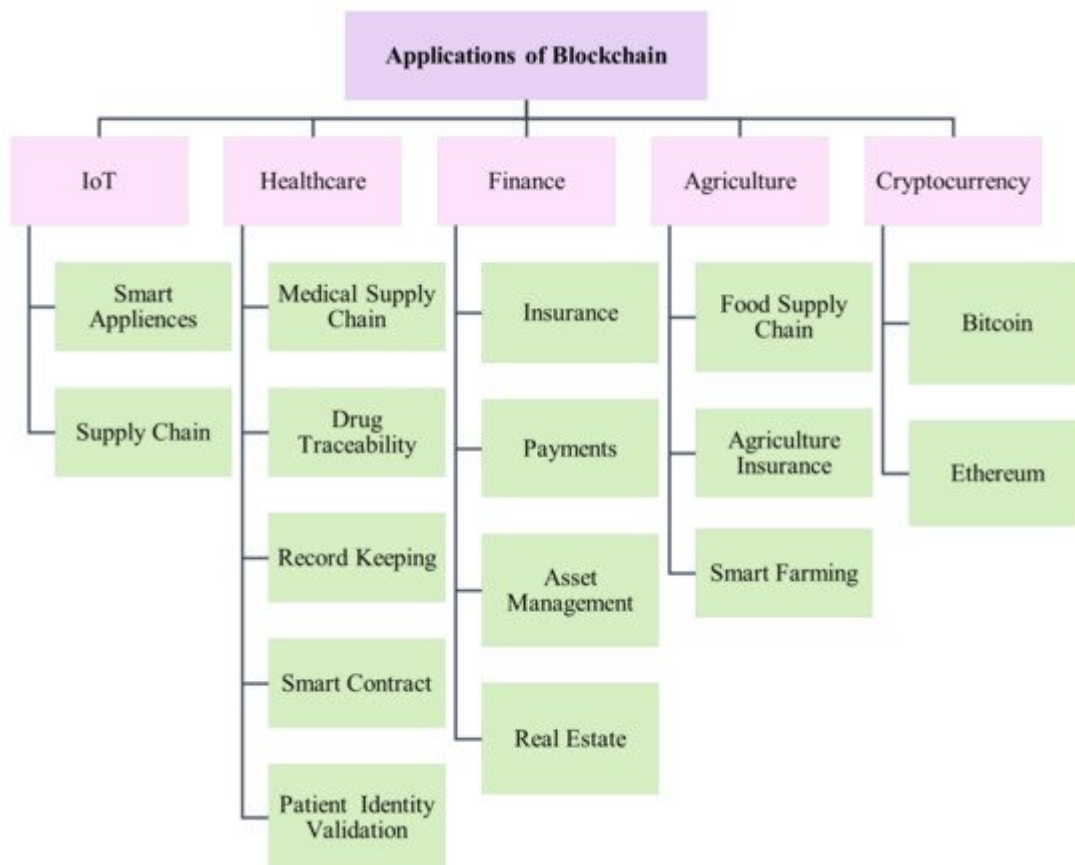 Applications of Blockchain
IoT
Healthcare
Finance
Agriculture
Cryptocurrency
Smart
Appliences
Supply Chain
Medical Supply
Chain
Drug
Traceability
Record Keeping
Smart Contract
Patient Identity
Validation
Insurance
Payments
Asset
Management
Real Estate
Food Supply
Chain
Agriculture
Insurance
Smart Farming
Bitcoin
Ethereum